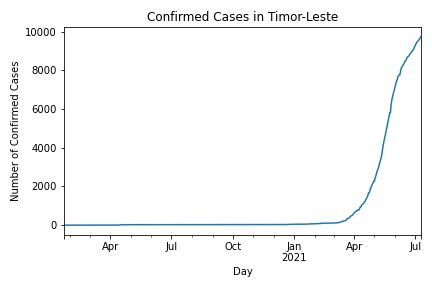 Confirmed Cases in Timor-Leste
10000
8000
6000
4000
2000
0
Number of Confirmed Cases
Apr Jul Oct Jan Apr Jul
2021
Day